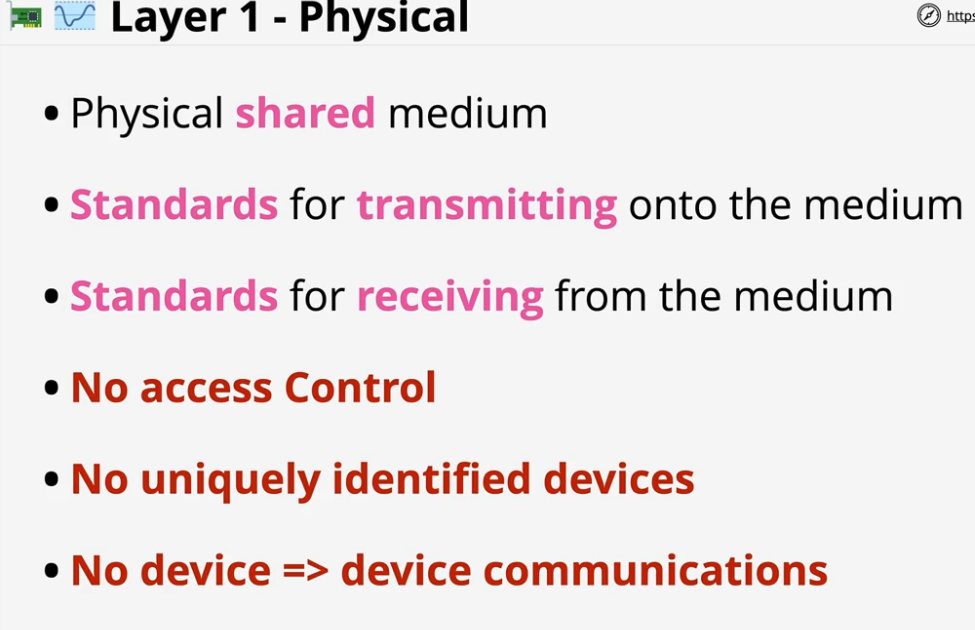 Layer 1 - Physical
https
• Physical shared medium
• Standards for transmitting onto the medium
• Standards for receiving from the medium
• No access Control
• No uniquely identified devices
• No device => device communications